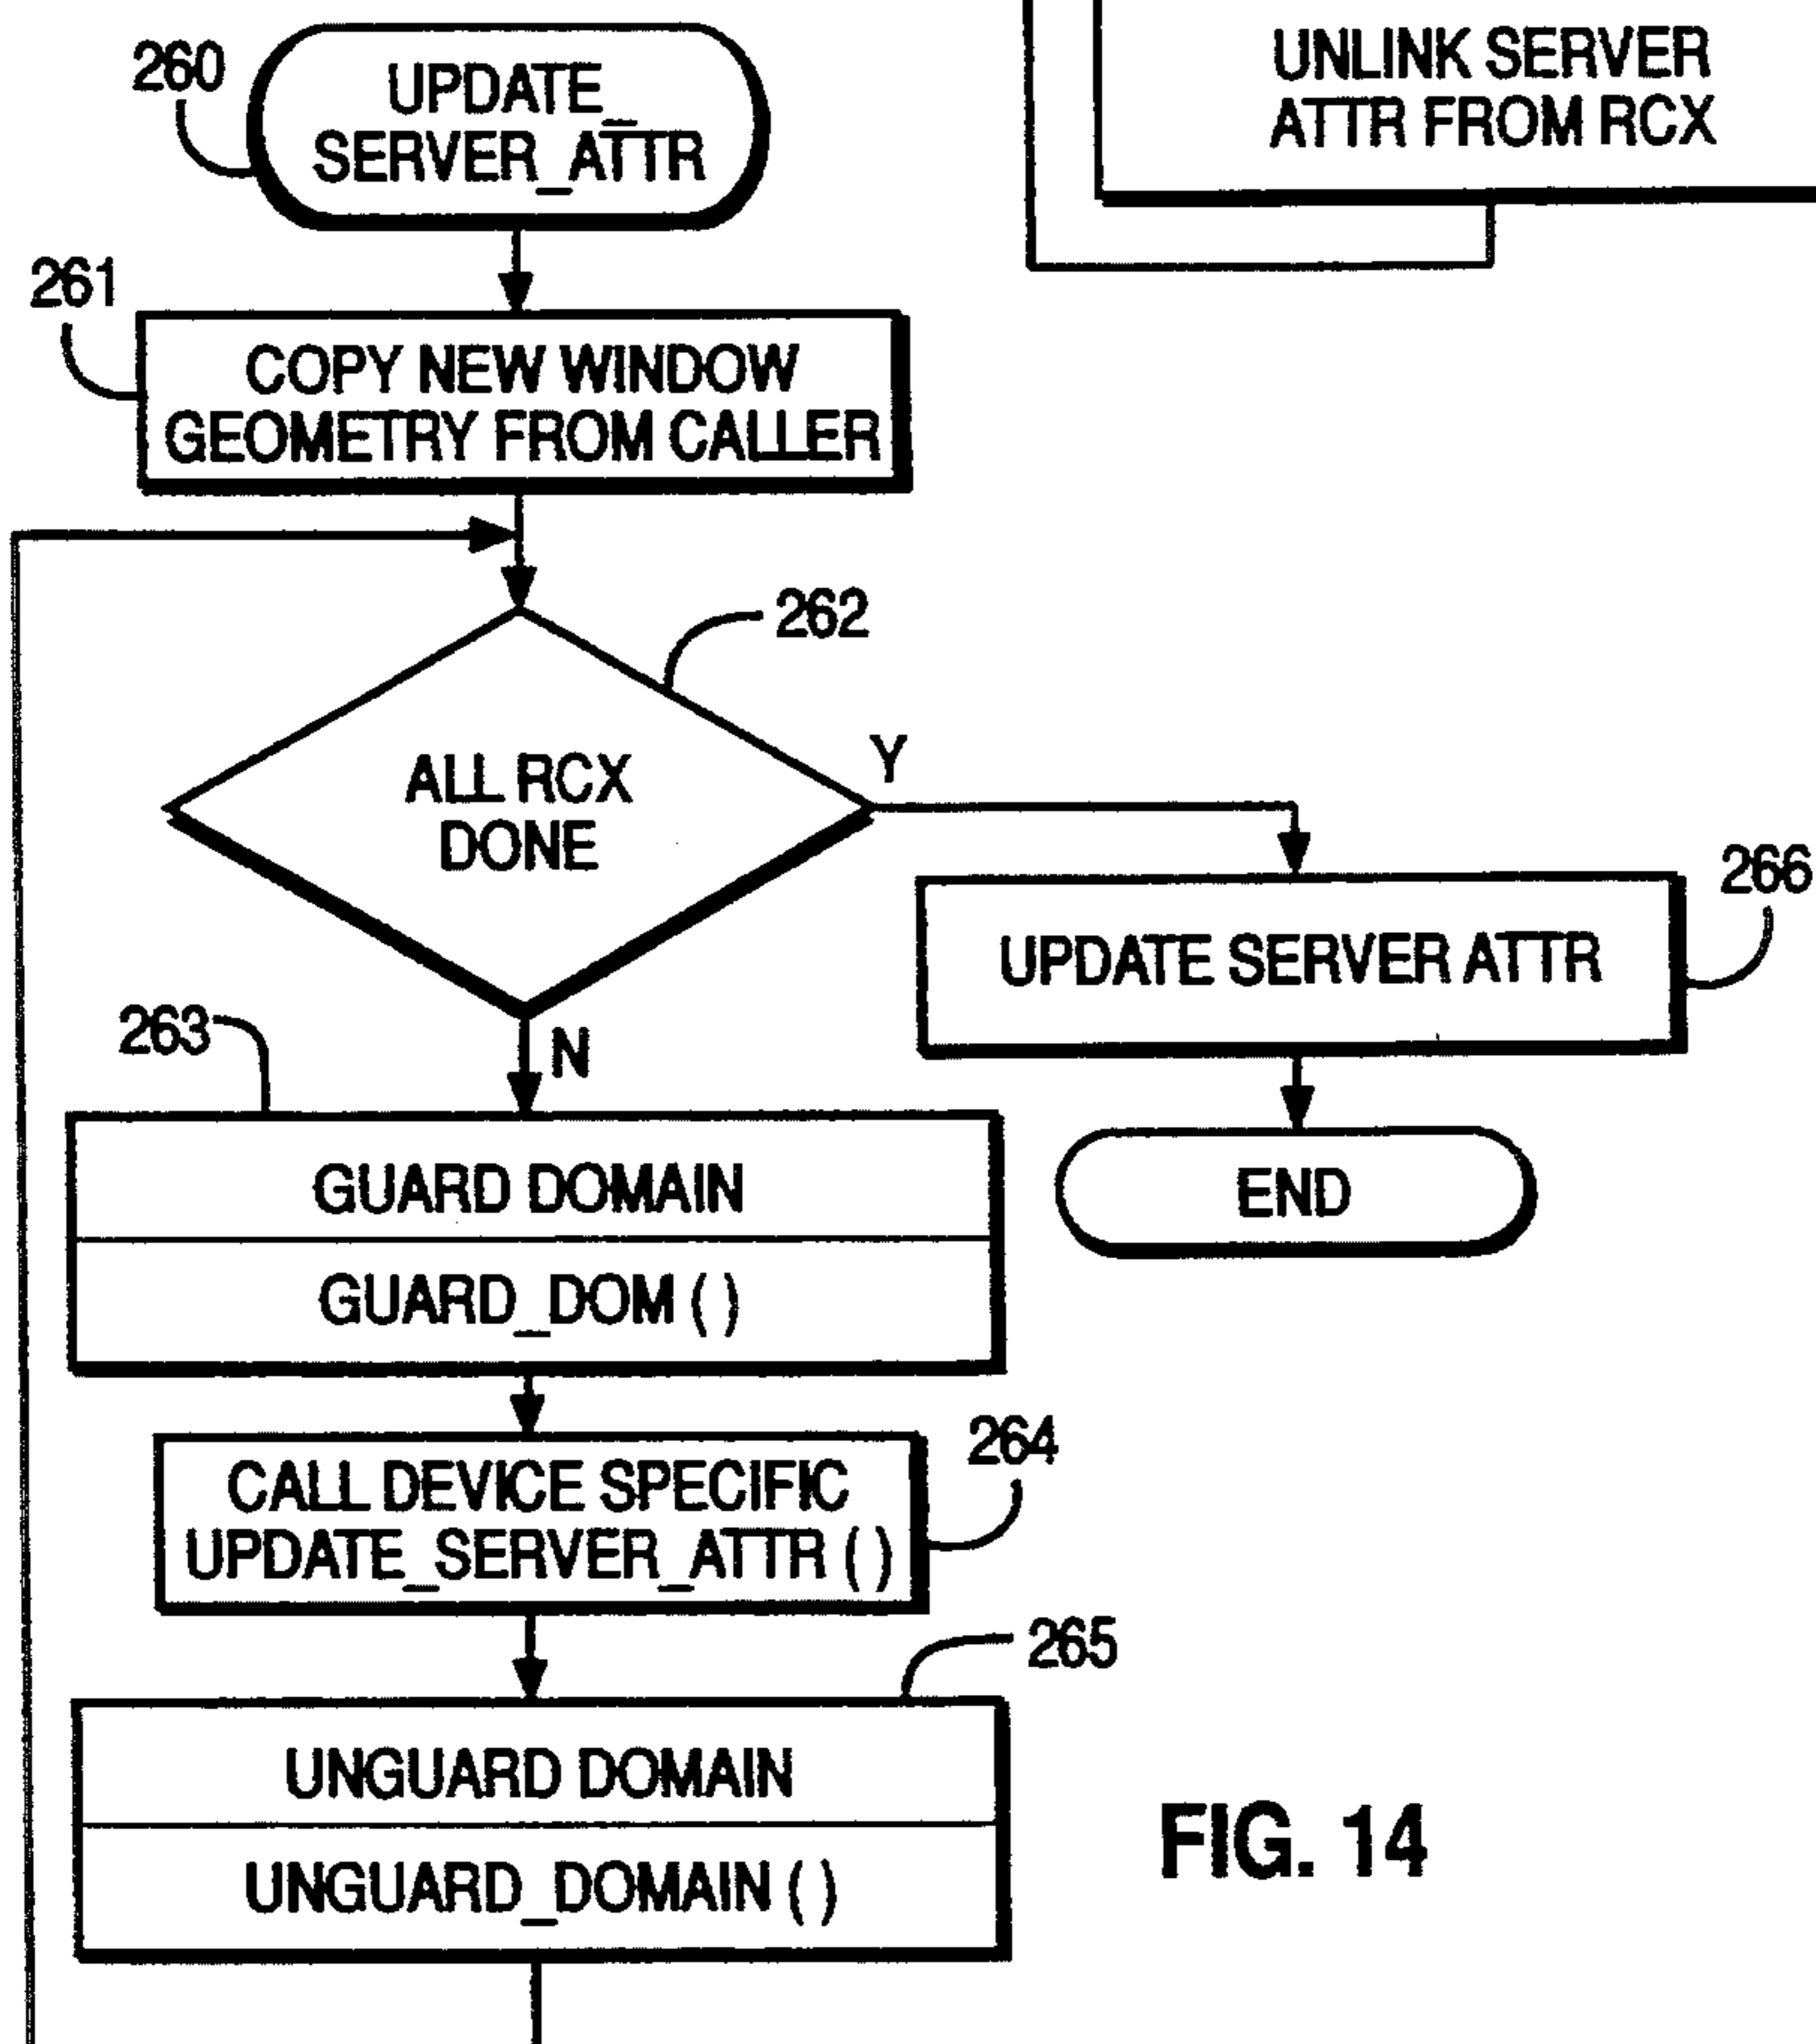 260
UPDATE_
SERVER_ATTR
UNLINK SERVER
ATTR FROM RCX
261
COPY NEW WINDOW
GEOMETRY FROM CALLER
262
ALL RCX
DONE
Y
266
UPDATE SERVER ATTR
END
263
N
GUARD DOMAIN
GUARD_DOM ( )
264
CALL DEVICE SPECIFIC
UPDATE_SERVER_ATTR ( )
265
UNGUARD DOMAIN
UNGUARD_DOMAIN ( )
FIG. 14